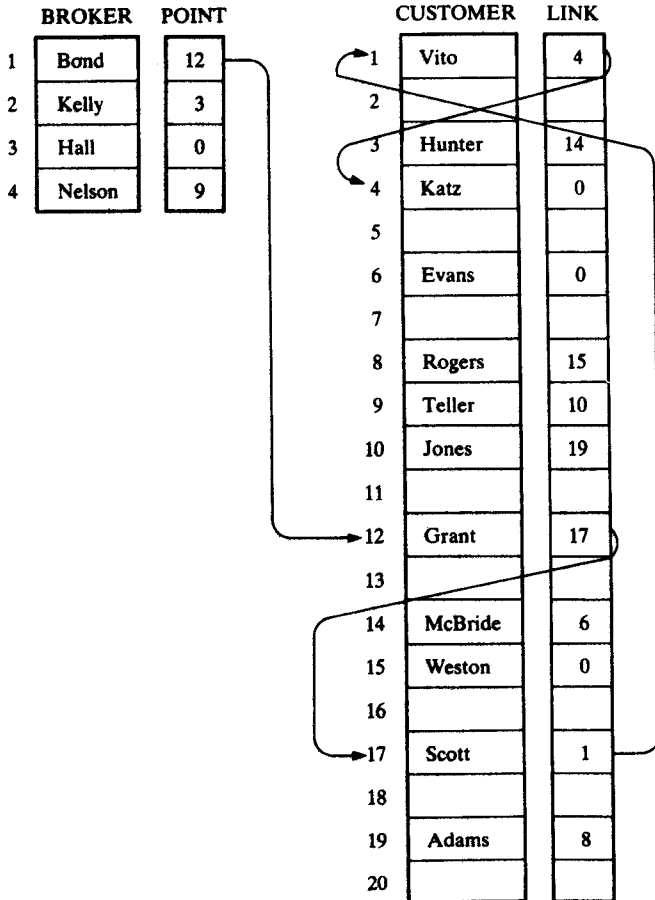 BROKER POINT CUSTOMER LINK
1 Bond 12 1 Vito 4
2 Kelly 3 2
3 Hall 0 3 Hunter 14
4 Nelson 9 4 Katz 0
5
6 Evans 0
7
8 Rogers 15
9 Teller 10
10 Jones 19
11
12 Grant 17
13
14 McBride 6
15 Weston 0
16
17 Scott 1
18
19 Adams 8
20